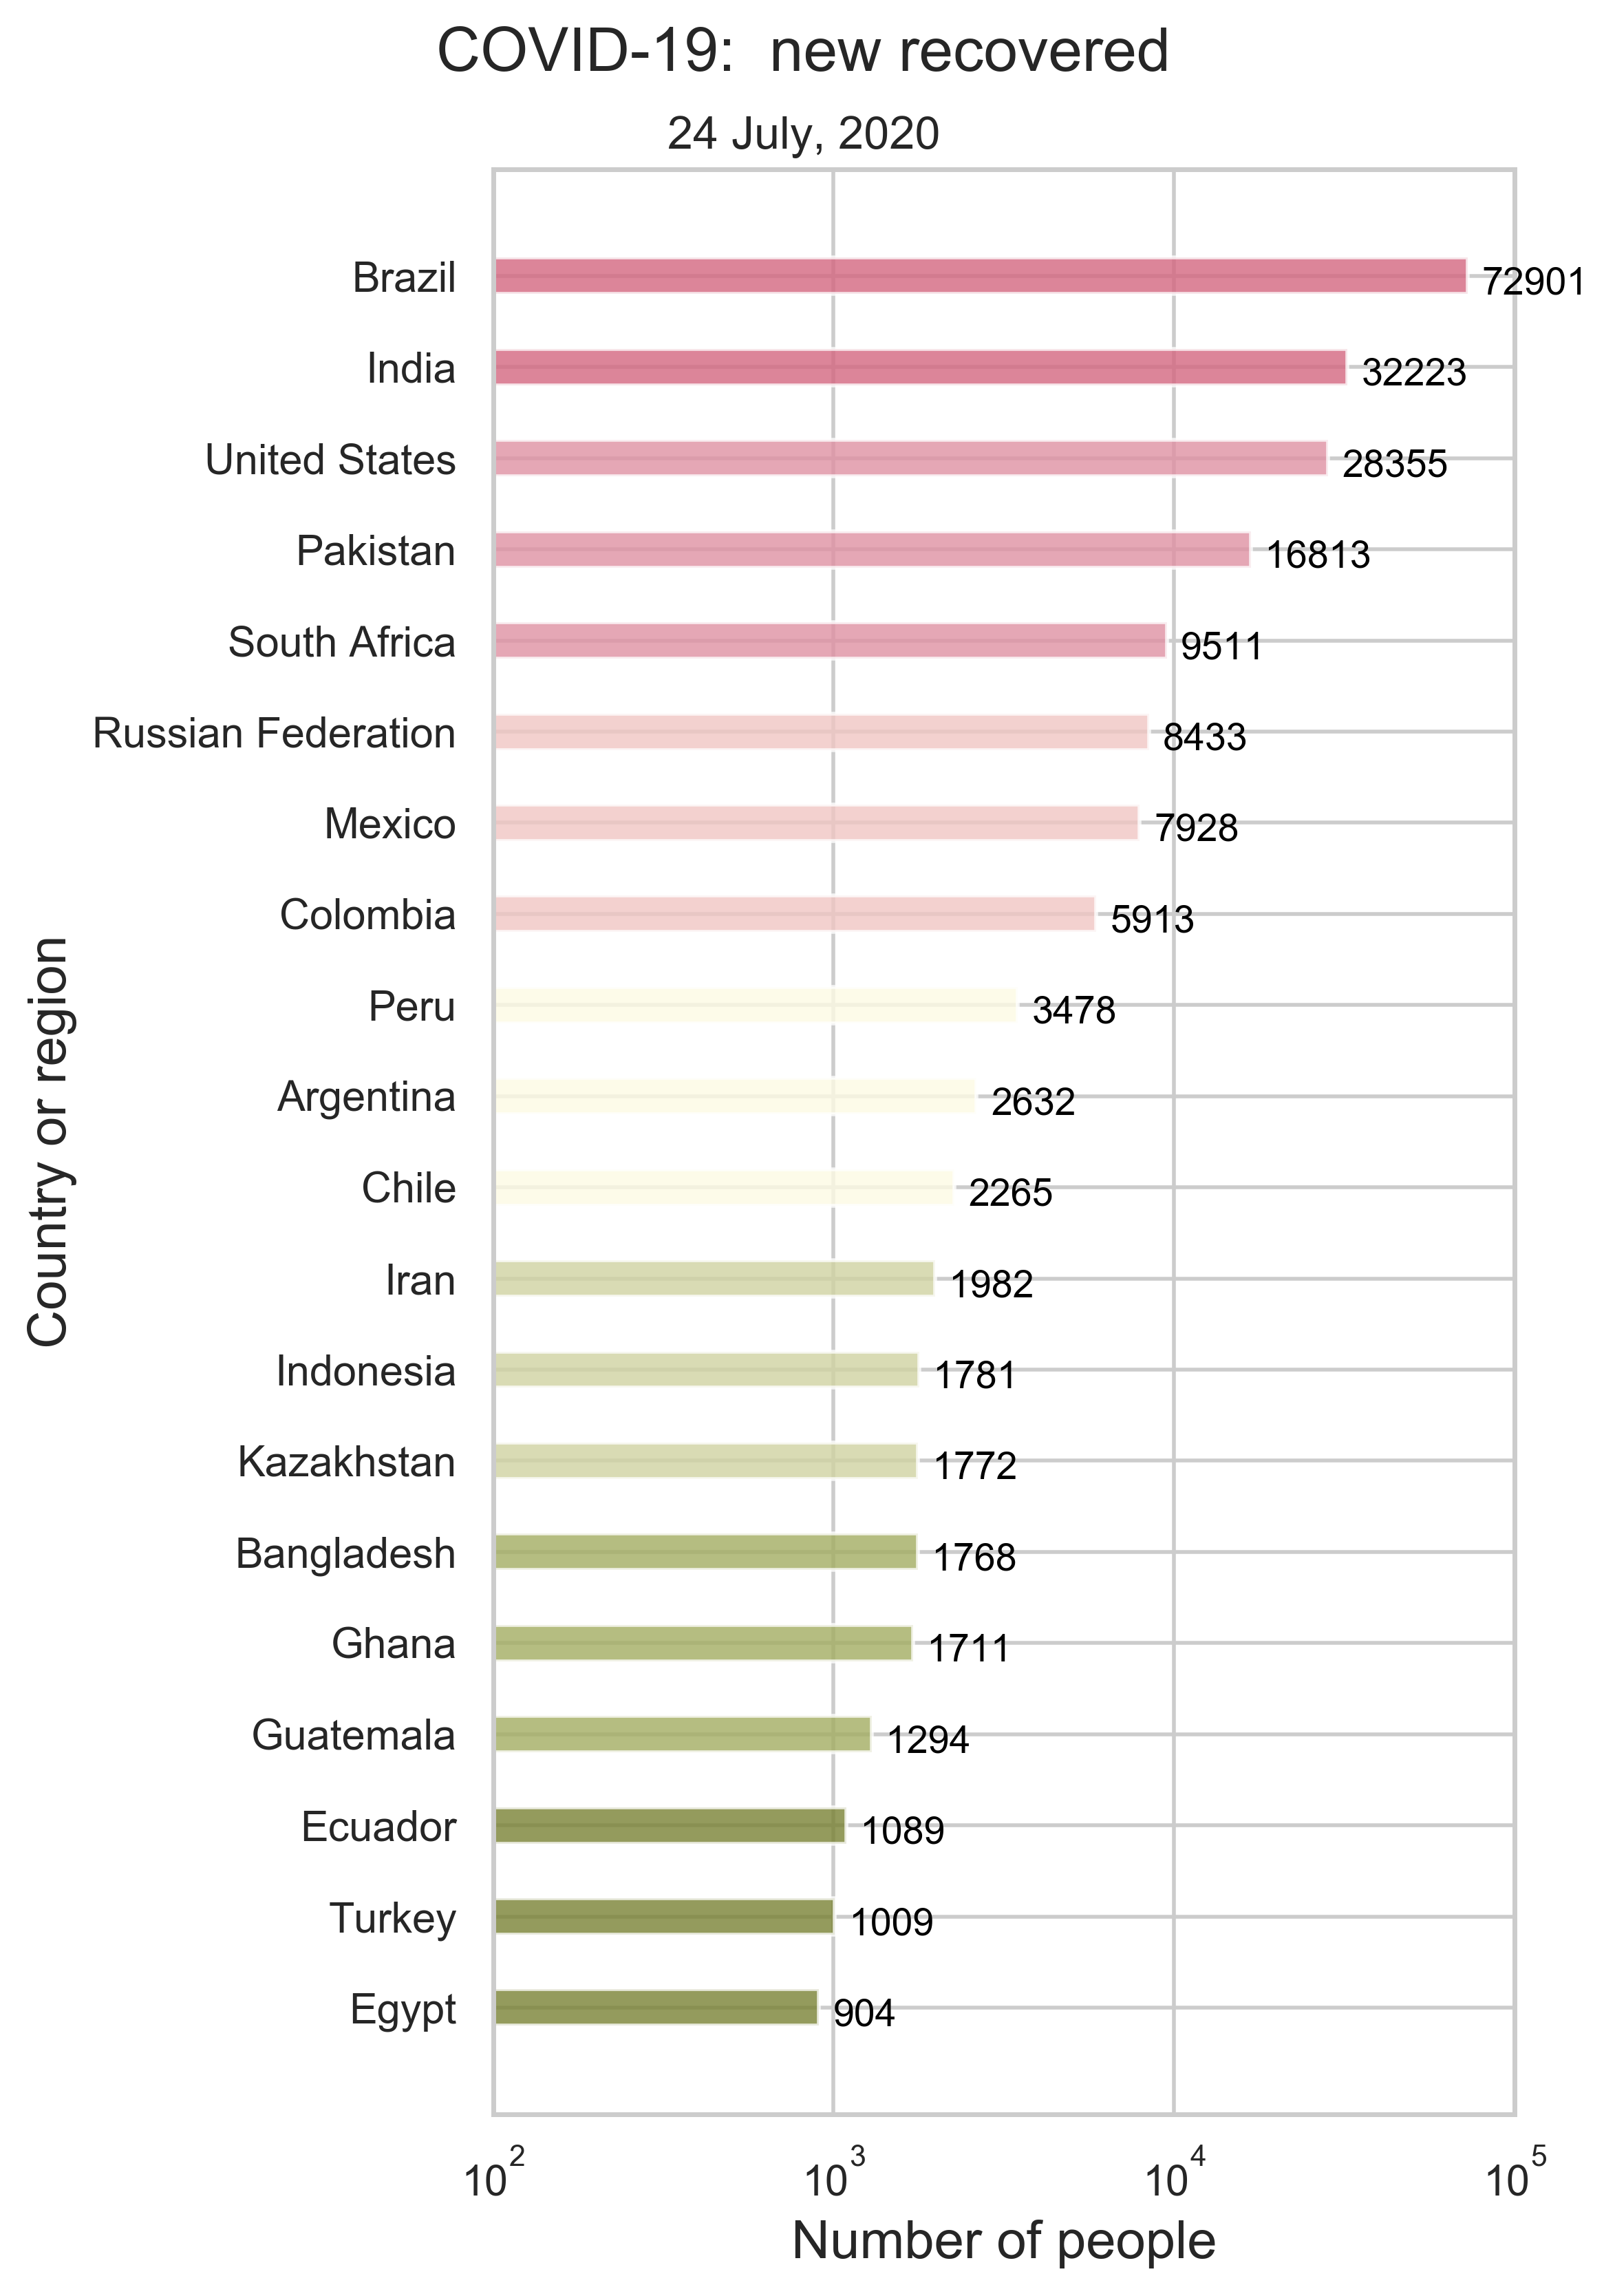 COVID-19: new recovered
24 July, 2020
Brazil 72901
India 32223
United States 28355
Pakistan 16813
South Africa 9511
Russian Federation 8433
Mexico 7928
Colombia 5913
Peru 3478
Argentina 2632
Chile 2265
Iran 1982
Indonesia 1781
Kazakhstan 1772
Bangladesh 1768
Ghana 1711
Guatemala 1294
Ecuador 1089
Turkey 1009
Egypt 904
Country or region
10^2 10^3 10^4 10^5
Number of people